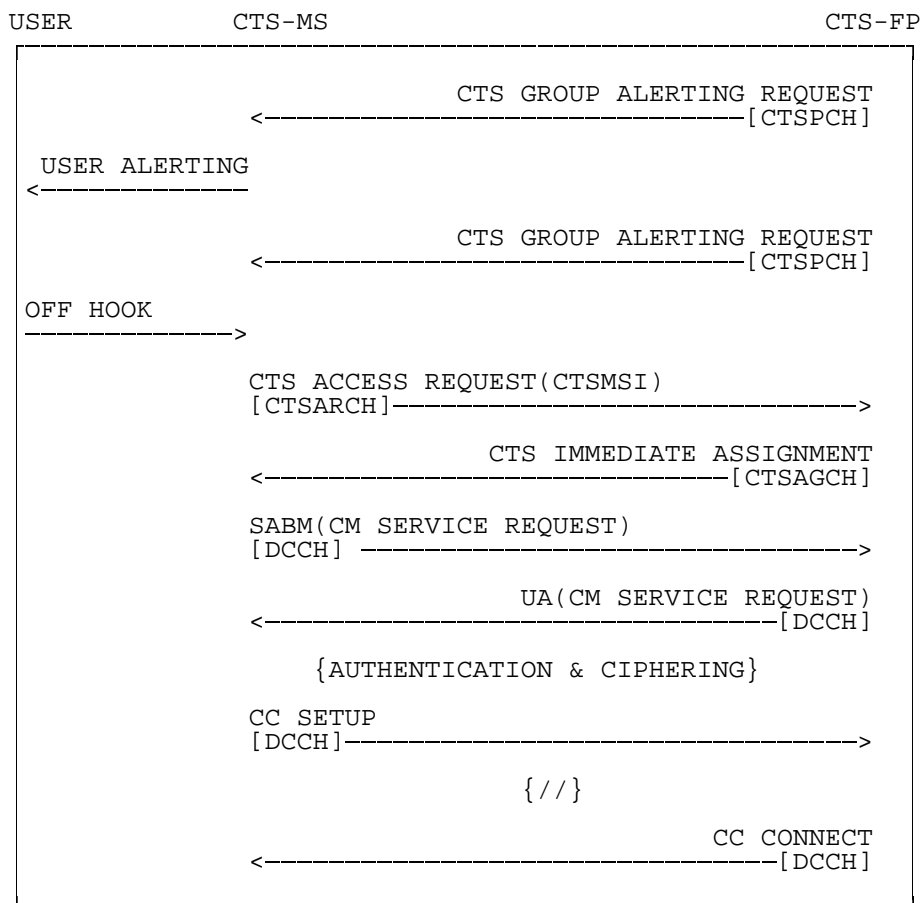 USER CTS-MS CTS-FP
CTS GROUP ALERTING REQUEST
<——————————————————————————————[CTSPCH]
USER ALERTING
<—————————————
CTS GROUP ALERTING REQUEST
<——————————————————————————————[CTSPCH]
OFF HOOK
—————————————>
CTS ACCESS REQUEST(CTSMSI)
[CTSARCH]—————————————————————————————>
CTS IMMEDIATE ASSIGNMENT
<—————————————————————————————[CTSAGCH]
SABM(CM SERVICE REQUEST)
[DCCH] ———————————————————————————————>
UA(CM SERVICE REQUEST)
<————————————————————————————————[DCCH]
{AUTHENTICATION & CIPHERING}
CC SETUP
[DCCH]————————————————————————————————>
{//}
CC CONNECT
<————————————————————————————————[DCCH]